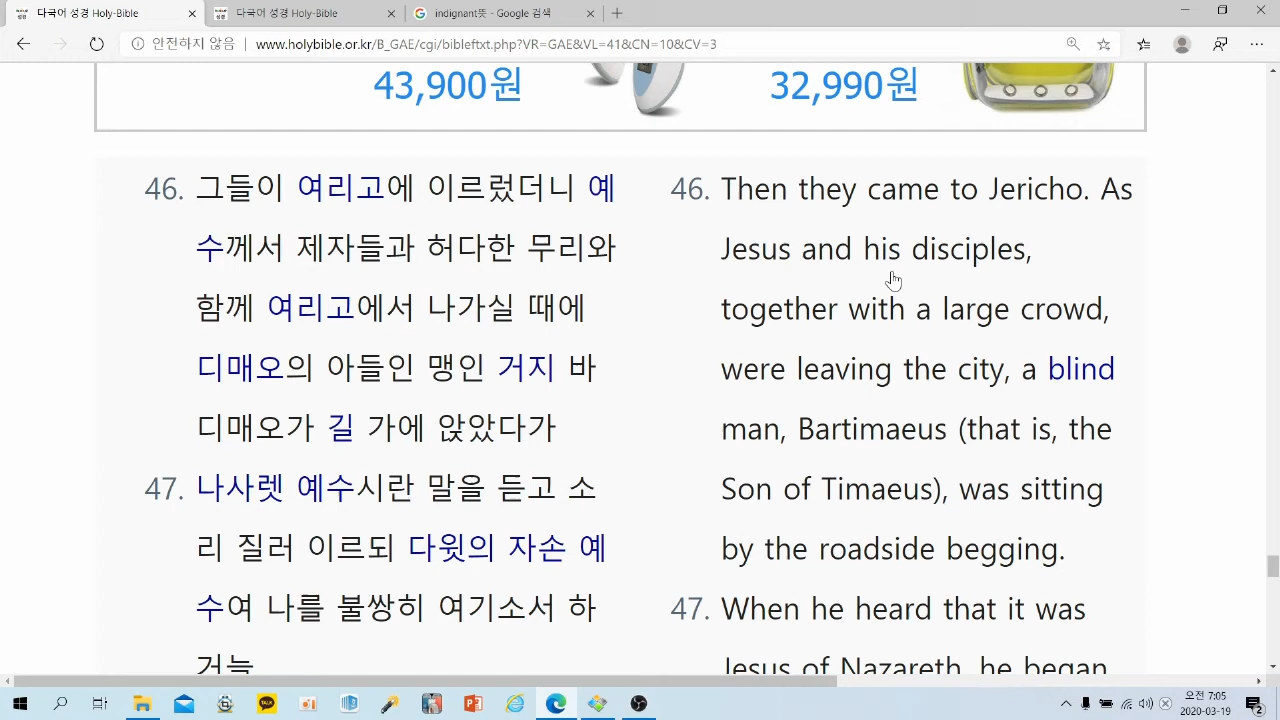 다국어 성경 Holy-Bible
다국어 성경 Holy-Bible
indignant뜻 - Google 검색
안전하지 않음 | www.holybible.or.kr/B_GAE/cgi/bibleftxt.php?VR=GAE&VL=41&CN=10&CV=3
43,900원
32,990원
46. 그들이 여리고에 이르렀더니 예
수께서 제자들과 허다한 무리와
함께 여리고에서 나가실 때에
디매오의 아들인 맹인 거지 바
디매오가 길 가에 앉았다가
47. 나사렛 예수시란 말을 듣고 소
리 질러 이르되 다윗의 자손 예
수여 나를 불쌍히 여기소서 하
거늘
46. Then they came to Jericho. As
Jesus and his disciples,
together with a large crowd,
were leaving the city, a blind
man, Bartimaeus (that is, the
Son of Timaeus), was sitting
by the roadside begging.
47. When he heard that it was
Jesus of Nazareth, he began
오전 7:05
2020-03-19